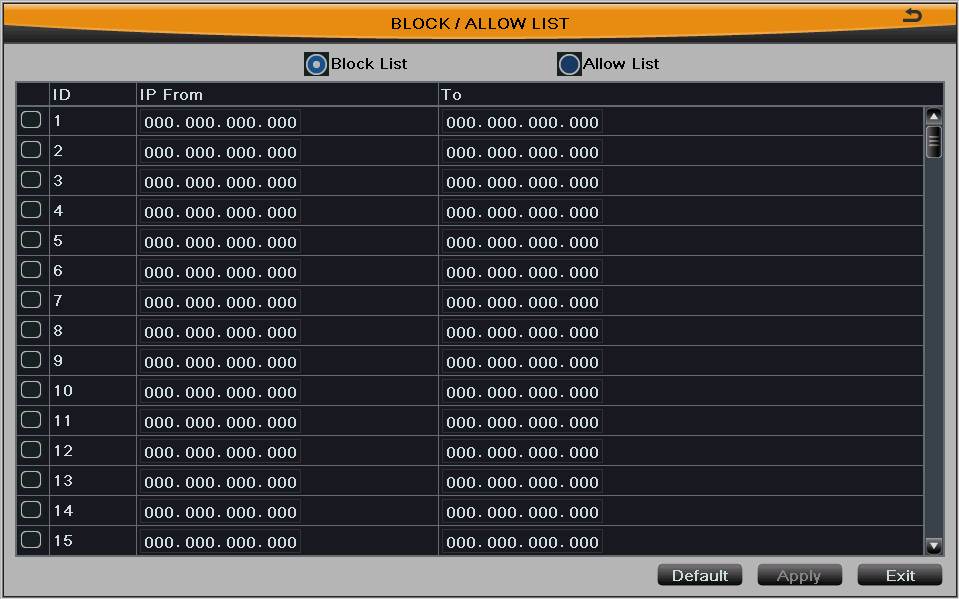 BLOCK / ALLOW LIST
Block List Allow List
ID IP From To
1 000.000.000.000 000.000.000.000
2 000.000.000.000 000.000.000.000
3 000.000.000.000 000.000.000.000
4 000.000.000.000 000.000.000.000
5 000.000.000.000 000.000.000.000
6 000.000.000.000 000.000.000.000
7 000.000.000.000 000.000.000.000
8 000.000.000.000 000.000.000.000
9 000.000.000.000 000.000.000.000
10 000.000.000.000 000.000.000.000
11 000.000.000.000 000.000.000.000
12 000.000.000.000 000.000.000.000
13 000.000.000.000 000.000.000.000
14 000.000.000.000 000.000.000.000
15 000.000.000.000 000.000.000.000
Default Apply Exit